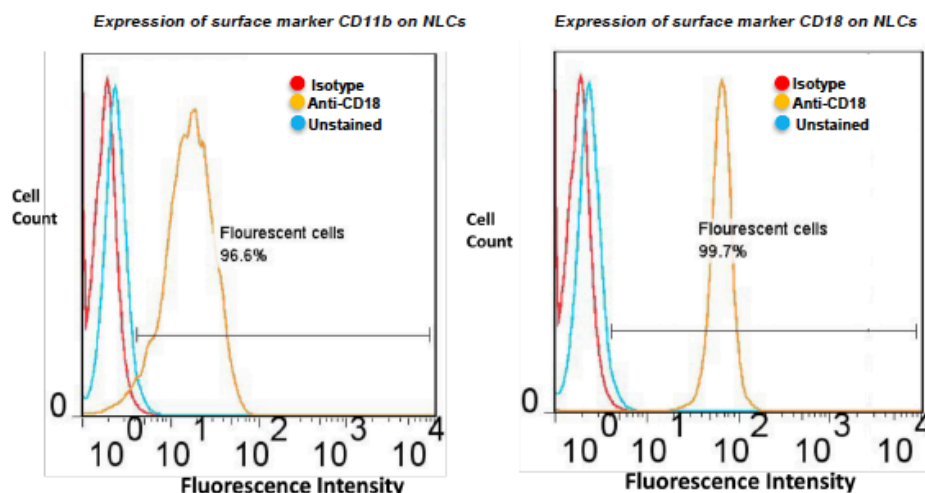 Expression of surface marker CD11b on NLCs
Isotype
Anti-CD18
Unstained
Cell
Count
Flourescent cells
96.6%
0
10 0 10 1 10 2 10 3 10 4
Fluorescence Intensity
Expression of surface marker CD18 on NLCs
Isotype
Anti-CD18
Unstained
Cell
Count
Flourescent cells
99.7%
0
10 0 10 1 10 2 10 3 10 4
Fluorescence Intensity